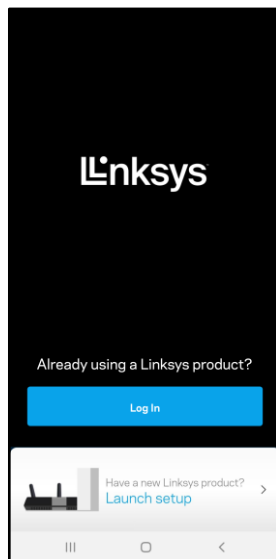 Linksys
Already using a Linksys product?
Log In
Have a new Linksys product?
Launch setup